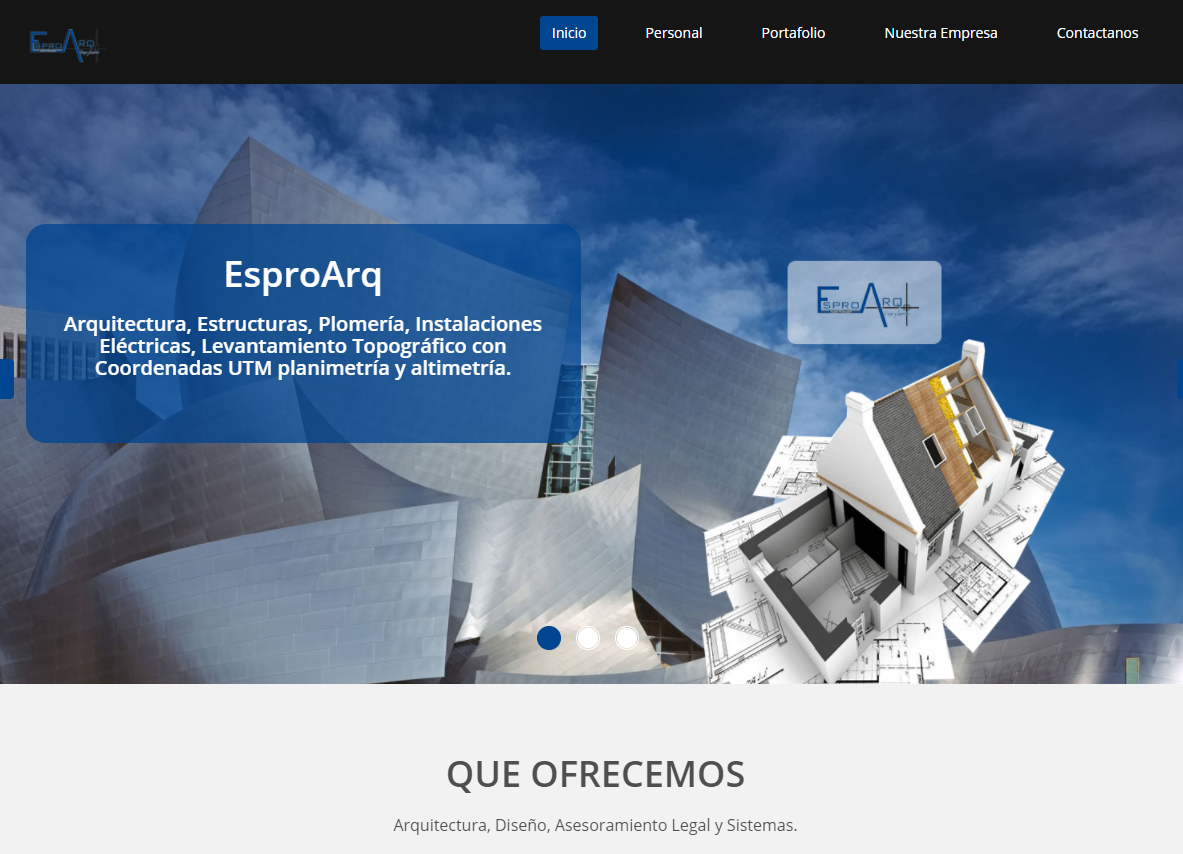 ESPROARQ
Inicio
Personal
Portafolio
Nuestra Empresa
Contactanos
EsproArq
Arquitectura, Estructuras, Plomería, Instalaciones
Eléctricas, Levantamiento Topográfico con
Coordenadas UTM planimetría y altimetría.
ESPROARQ
QUE OFRECEMOS
Arquitectura, Diseño, Asesoramiento Legal y Sistemas.